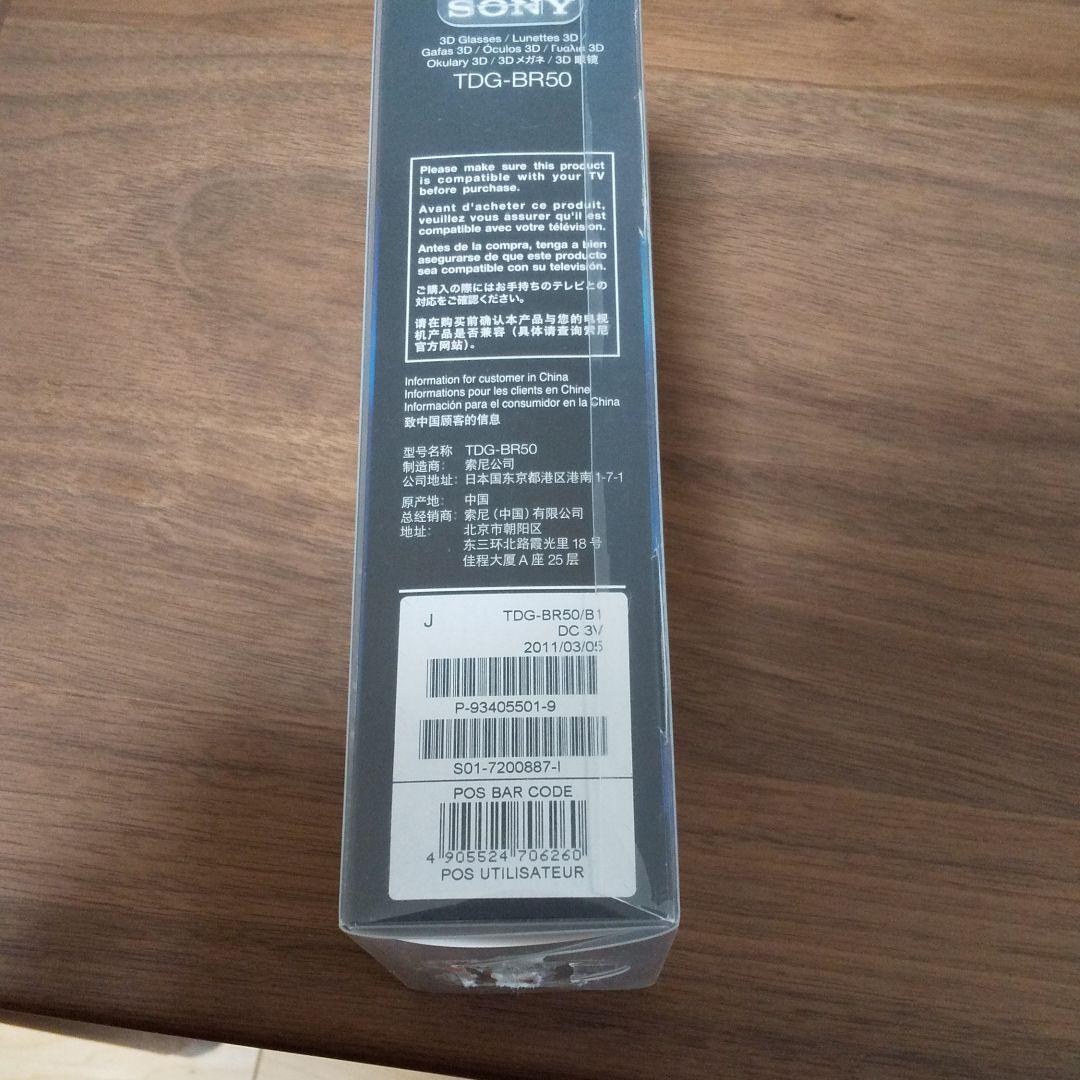 SONY
3D Glasses / Lunettes 3D /
Gafas 3D / Óculos 3D / Γυαλιά 3D
Okulary 3D / 3Dメガネ / 3D 眼镜
TDG-BR50
Please make sure this product
is compatible with your TV
before purchase.
Avant d'acheter ce produit,
veuillez vous assurer qu'il est
compatible avec votre télévision.
Antes de la compra, tenga a bien
asegurarse de que este producto
sea compatible con su televisión.
ご購入の際にはお手持ちのテレビとの
対応をご確認ください。
请在购买前确认本产品与您的电视
机产品是否兼容（具体请查询索尼
官方网站）。
Information for customer in China
Informations pour les clients en Chine
Información para el consumidor en la China
致中国顾客的信息
型号名称 TDG-BR50
制造商: 索尼公司
公司地址: 日本国东京都港区港南 1-7-1
原产地: 中国
总经销商: 索尼（中国）有限公司
地址: 北京市朝阳区
东三环北路霞光里 18 号
佳程大厦 A 座 25 层
J TDG-BR50/B1
DC 3V
2011/03/05
P-93405501-9
S01-7200887-I
POS BAR CODE
4 905524 706260
POS UTILISATEUR